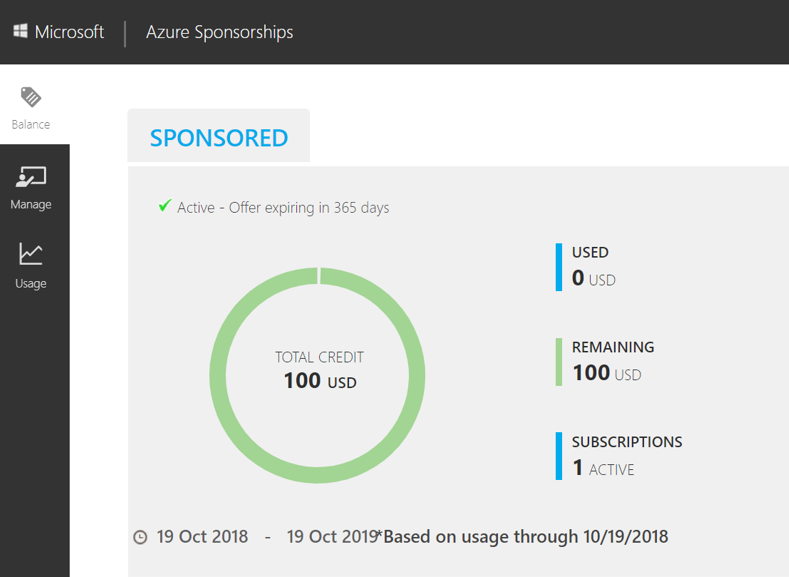 Microsoft | Azure Sponsorships
Balance
Manage
Usage
SPONSORED
Active - Offer expiring in 365 days
TOTAL CREDIT
100 USD
USED
0 USD
REMAINING
100 USD
SUBSCRIPTIONS
1 ACTIVE
19 Oct 2018 - 19 Oct 2019*Based on usage through 10/19/2018